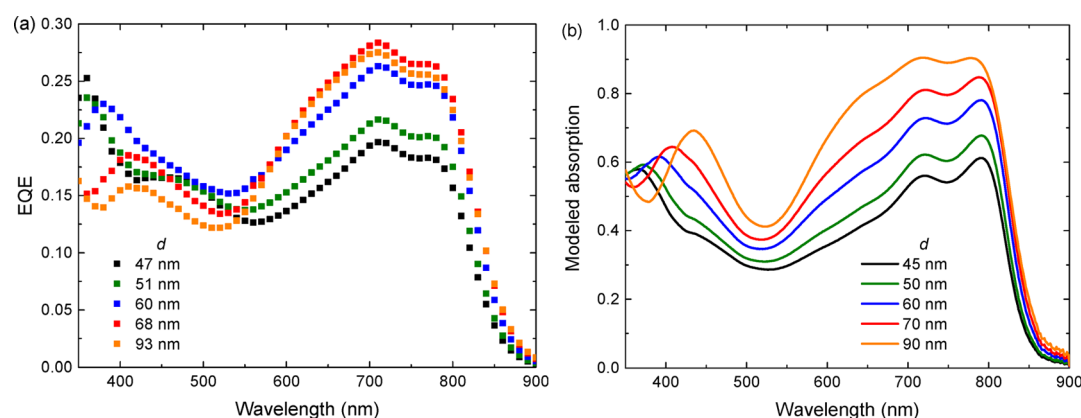 (a)
0.30
0.25
0.20
0.15
0.10
0.05
0.00
EQE
d
47 nm
51 nm
60 nm
68 nm
93 nm
400 500 600 700 800 900
Wavelength (nm)
(b)
1.0
0.8
0.6
0.4
0.2
0.0
Modeled absorption
d
45 nm
50 nm
60 nm
70 nm
90 nm
400 500 600 700 800 900
Wavelength (nm)